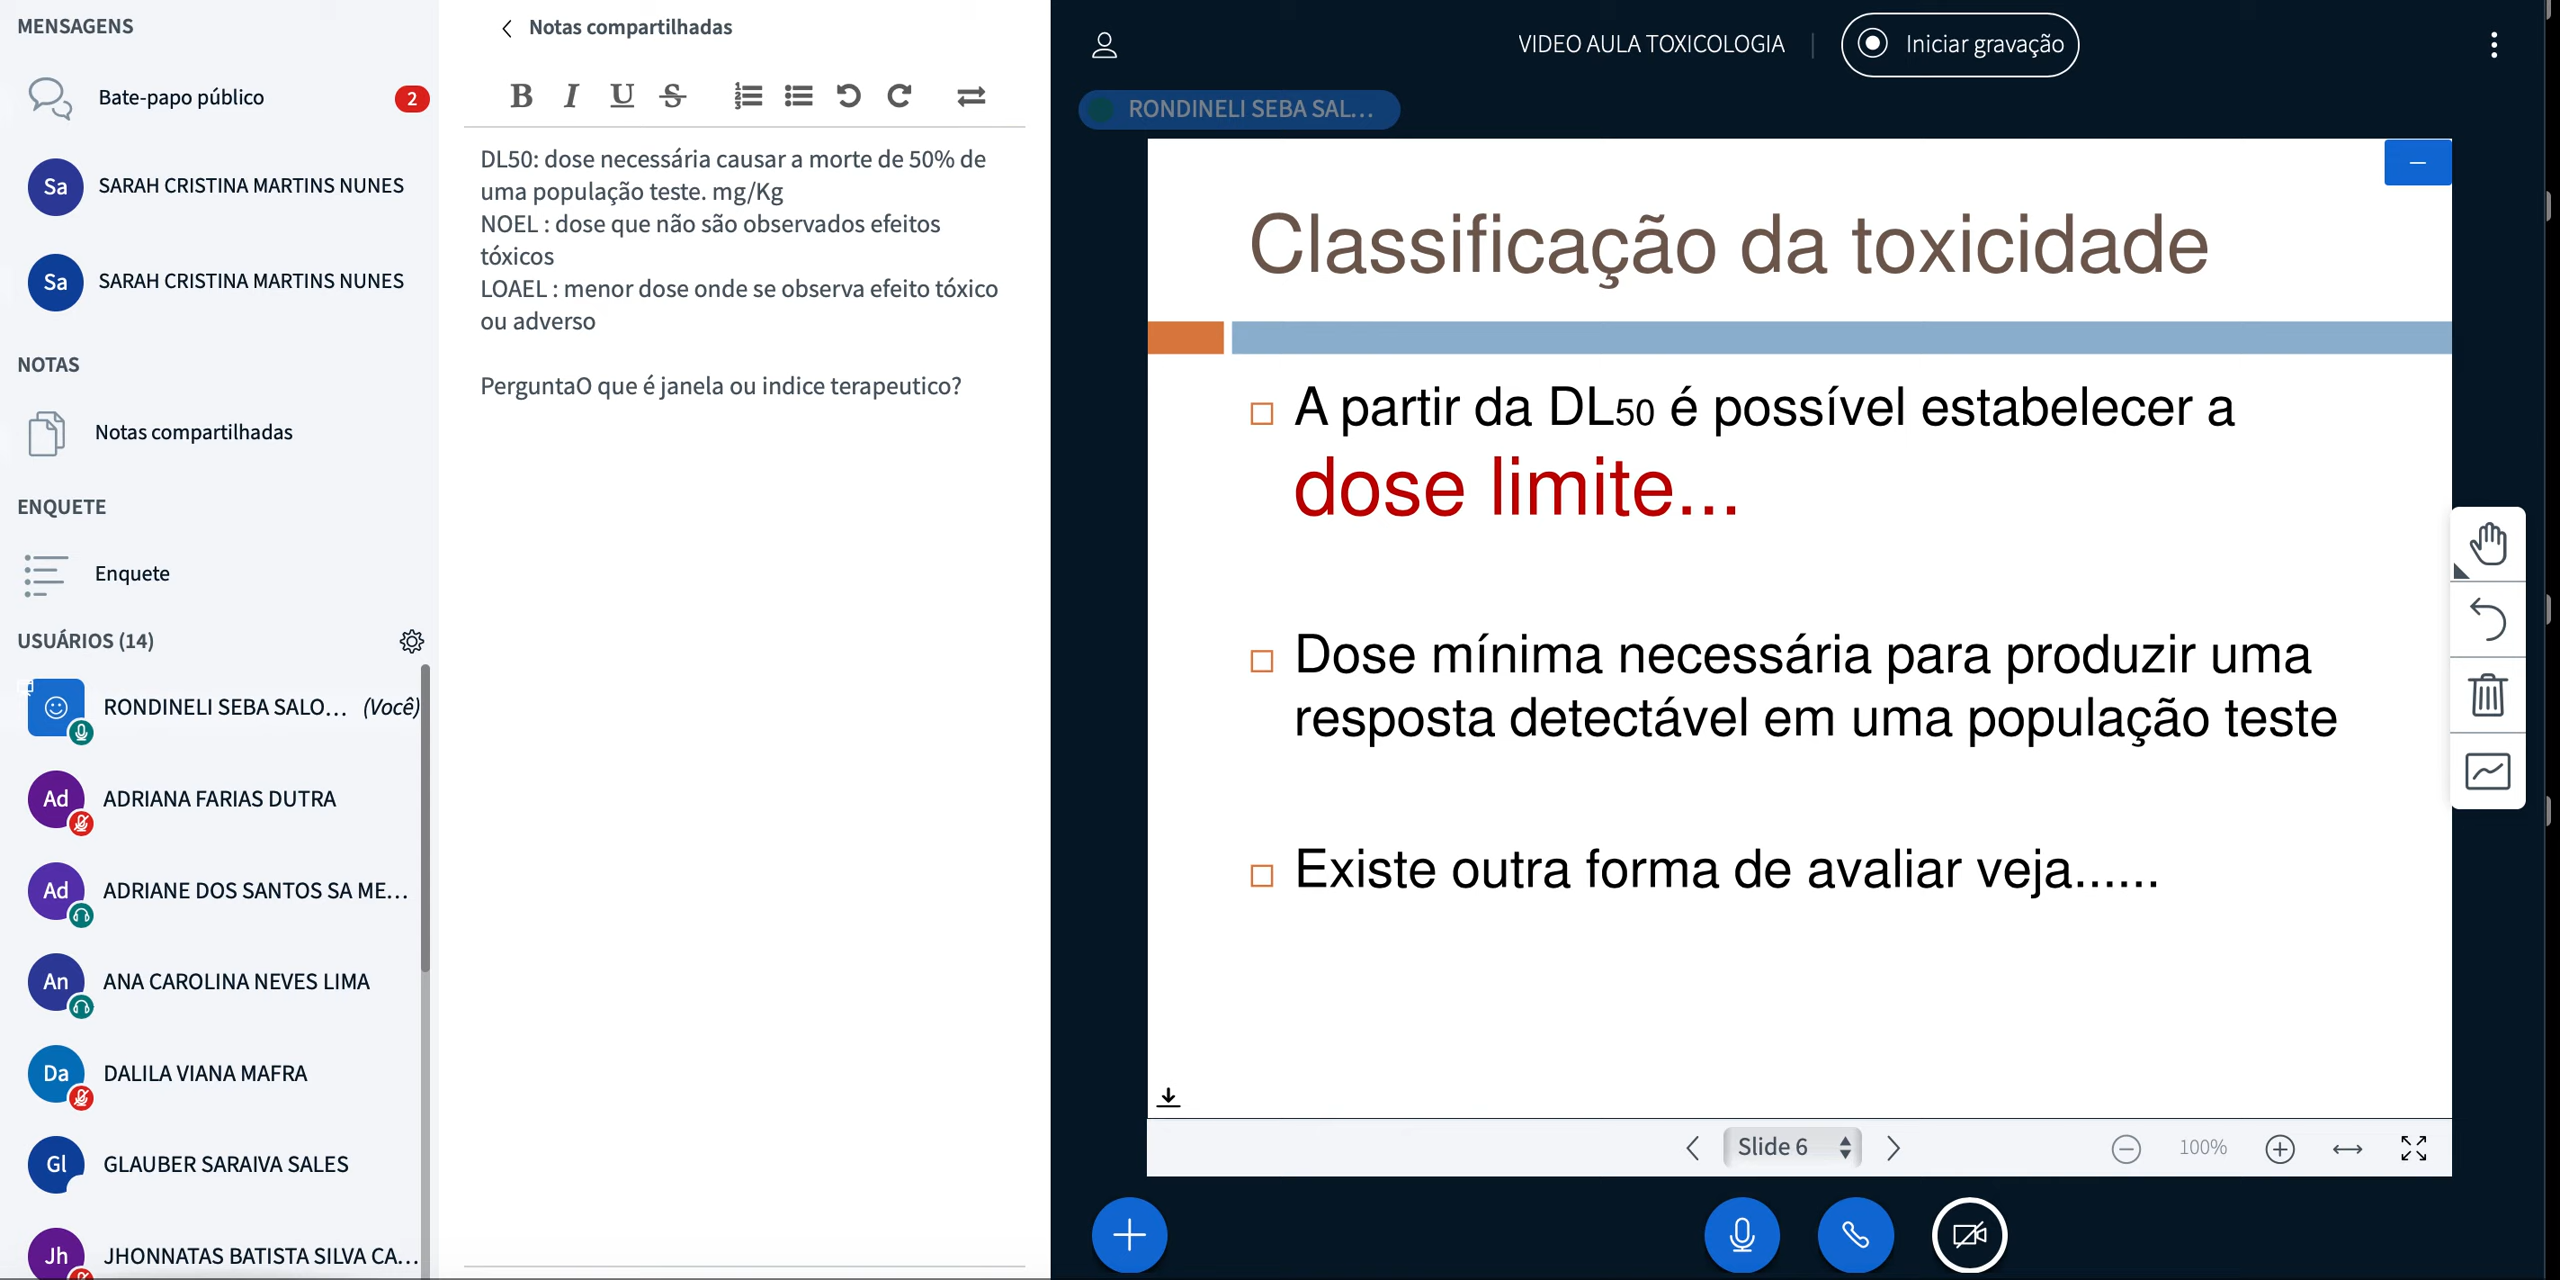 MENSAGENS
Bate-papo público
2
Sa
SARAH CRISTINA MARTINS NUNES
Sa
SARAH CRISTINA MARTINS NUNES
NOTAS
Notas compartilhadas
ENQUETE
Enquete
USUÁRIOS (14)
RONDINELI SEBA SALO... (Você)
Ad
ADRIANA FARIAS DUTRA
Ad
ADRIANE DOS SANTOS SA ME...
An
ANA CAROLINA NEVES LIMA
Da
DALILA VIANA MAFRA
Gl
GLAUBER SARAIVA SALES
Jh
JHONNATAS BATISTA SILVA CA...
Notas compartilhadas
B I U S
DL50: dose necessária causar a morte de 50% de
uma população teste. mg/Kg
NOEL : dose que não são observados efeitos
tóxicos
LOAEL : menor dose onde se observa efeito tóxico
ou adverso
PerguntaO que é janela ou indice terapeutico?
VIDEO AULA TOXICOLOGIA
Iniciar gravação
RONDINELI SEBA SAL...
Classificação da toxicidade
A partir da DL50 é possível estabelecer a
dose limite...
Dose mínima necessária para produzir uma
resposta detectável em uma população teste
Existe outra forma de avaliar veja......
Slide 6
100%